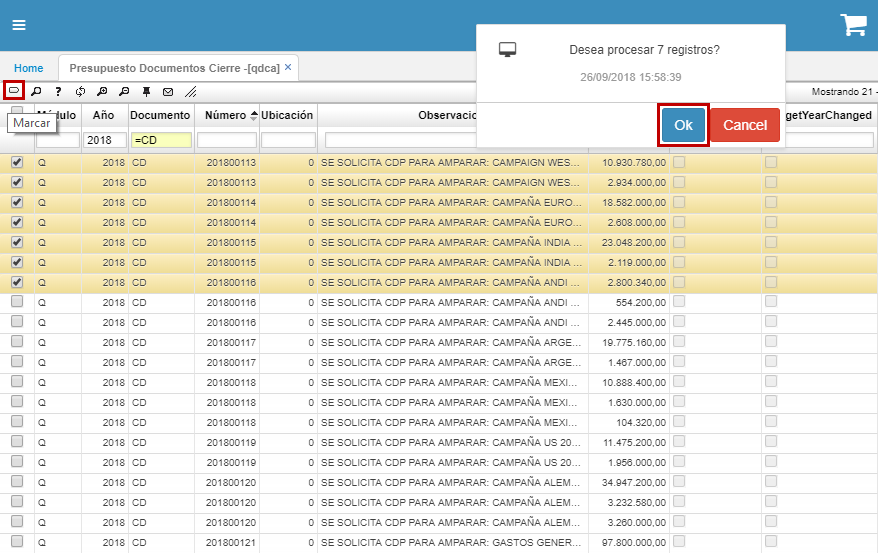 Desea procesar 7 registros?
26/09/2018 15:58:39
Ok Cancel
Home Presupuesto Documentos Cierre -[qdca] ×
Mostrando 21 -
Marcar
Módulo Año Documento Número Ubicación Observacio getYearChanged
2018 =CD
Q 2018 CD 201800113 0 SE SOLICITA CDP PARA AMPARAR: CAMPAIGN WES... 10.930.780,00
Q 2018 CD 201800113 0 SE SOLICITA CDP PARA AMPARAR: CAMPAIGN WES... 2.934.000,00
Q 2018 CD 201800114 0 SE SOLICITA CDP PARA AMPARAR: CAMPAÑA EURO... 18.582.000,00
Q 2018 CD 201800114 0 SE SOLICITA CDP PARA AMPARAR: CAMPAÑA EURO... 2.608.000,00
Q 2018 CD 201800115 0 SE SOLICITA CDP PARA AMPARAR: CAMPAÑA INDIA ... 23.048.200,00
Q 2018 CD 201800115 0 SE SOLICITA CDP PARA AMPARAR: CAMPAÑA INDIA ... 2.119.000,00
Q 2018 CD 201800116 0 SE SOLICITA CDP PARA AMPARAR: CAMPAÑA ANDI ... 2.800.340,00
Q 2018 CD 201800116 0 SE SOLICITA CDP PARA AMPARAR: CAMPAÑA ANDI ... 554.200,00
Q 2018 CD 201800116 0 SE SOLICITA CDP PARA AMPARAR: CAMPAÑA ANDI ... 2.445.000,00
Q 2018 CD 201800117 0 SE SOLICITA CDP PARA AMPARAR: CAMPAÑA ARGE... 19.775.160,00
Q 2018 CD 201800117 0 SE SOLICITA CDP PARA AMPARAR: CAMPAÑA ARGE... 1.467.000,00
Q 2018 CD 201800118 0 SE SOLICITA CDP PARA AMPARAR: CAMPAÑA MEXI... 10.888.400,00
Q 2018 CD 201800118 0 SE SOLICITA CDP PARA AMPARAR: CAMPAÑA MEXI... 1.630.000,00
Q 2018 CD 201800118 0 SE SOLICITA CDP PARA AMPARAR: CAMPAÑA MEXI... 104.320,00
Q 2018 CD 201800119 0 SE SOLICITA CDP PARA AMPARAR: CAMPAÑA US 20... 11.475.200,00
Q 2018 CD 201800119 0 SE SOLICITA CDP PARA AMPARAR: CAMPAÑA US 20... 1.956.000,00
Q 2018 CD 201800120 0 SE SOLICITA CDP PARA AMPARAR: CAMPAÑA ALEM... 34.947.200,00
Q 2018 CD 201800120 0 SE SOLICITA CDP PARA AMPARAR: CAMPAÑA ALEM... 3.232.580,00
Q 2018 CD 201800120 0 SE SOLICITA CDP PARA AMPARAR: CAMPAÑA ALEM... 3.260.000,00
Q 2018 CD 201800121 0 SE SOLICITA CDP PARA AMPARAR: GASTOS GENER... 97.800.000,00